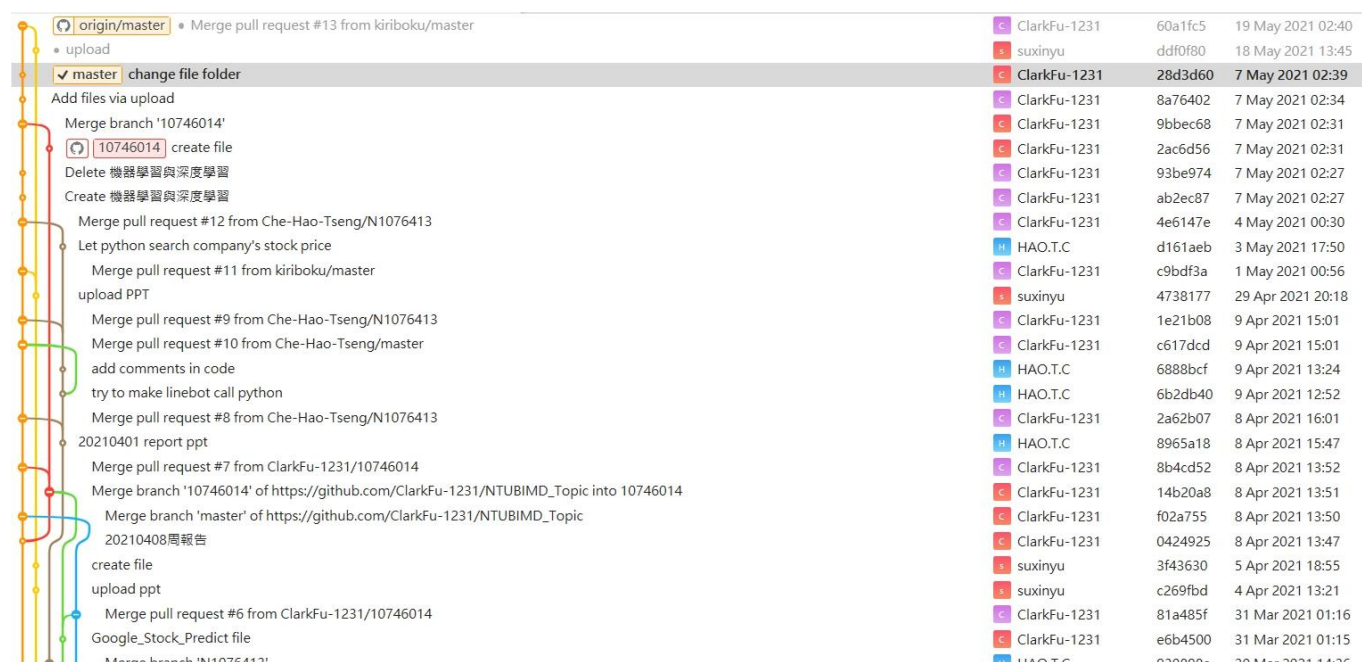 origin/master • Merge pull request #13 from kiriboku/master C ClarkFu-1231 60a1fc5 19 May 2021 02:40
• upload s suxinyu ddf0f80 18 May 2021 13:45
✓ master change file folder C ClarkFu-1231 28d3d60 7 May 2021 02:39
Add files via upload C ClarkFu-1231 8a76402 7 May 2021 02:34
Merge branch '10746014' C ClarkFu-1231 9bbec68 7 May 2021 02:31
10746014 create file C ClarkFu-1231 2ac6d56 7 May 2021 02:31
Delete 機器學習與深度學習 C ClarkFu-1231 93be974 7 May 2021 02:27
Create 機器學習與深度學習 C ClarkFu-1231 ab2ec87 7 May 2021 02:27
Merge pull request #12 from Che-Hao-Tseng/N1076413 C ClarkFu-1231 4e6147e 4 May 2021 00:30
Let python search company's stock price H HAO.T.C d161aeb 3 May 2021 17:50
Merge pull request #11 from kiriboku/master C ClarkFu-1231 c9bdf3a 1 May 2021 00:56
upload PPT s suxinyu 4738177 29 Apr 2021 20:18
Merge pull request #9 from Che-Hao-Tseng/N1076413 C ClarkFu-1231 1e21b08 9 Apr 2021 15:01
Merge pull request #10 from Che-Hao-Tseng/master C ClarkFu-1231 c617dcd 9 Apr 2021 15:01
add comments in code H HAO.T.C 6888bcf 9 Apr 2021 13:24
try to make linebot call python H HAO.T.C 6b2db40 9 Apr 2021 12:52
Merge pull request #8 from Che-Hao-Tseng/N1076413 C ClarkFu-1231 2a62b07 8 Apr 2021 16:01
20210401 report ppt H HAO.T.C 8965a18 8 Apr 2021 15:47
Merge pull request #7 from ClarkFu-1231/10746014 C ClarkFu-1231 8b4cd52 8 Apr 2021 13:52
Merge branch '10746014' of https://github.com/ClarkFu-1231/NTUBIMD_Topic into 10746014 C ClarkFu-1231 14b20a8 8 Apr 2021 13:51
Merge branch 'master' of https://github.com/ClarkFu-1231/NTUBIMD_Topic C ClarkFu-1231 f02a755 8 Apr 2021 13:50
20210408周報告 C ClarkFu-1231 0424925 8 Apr 2021 13:47
create file s suxinyu 3f43630 5 Apr 2021 18:55
upload ppt s suxinyu c269fbd 4 Apr 2021 13:21
Merge pull request #6 from ClarkFu-1231/10746014 C ClarkFu-1231 81a485f 31 Mar 2021 01:16
Google_Stock_Predict file C ClarkFu-1231 e6b4500 31 Mar 2021 01:15
Merge branch 'N1076413' H HAO.T.C